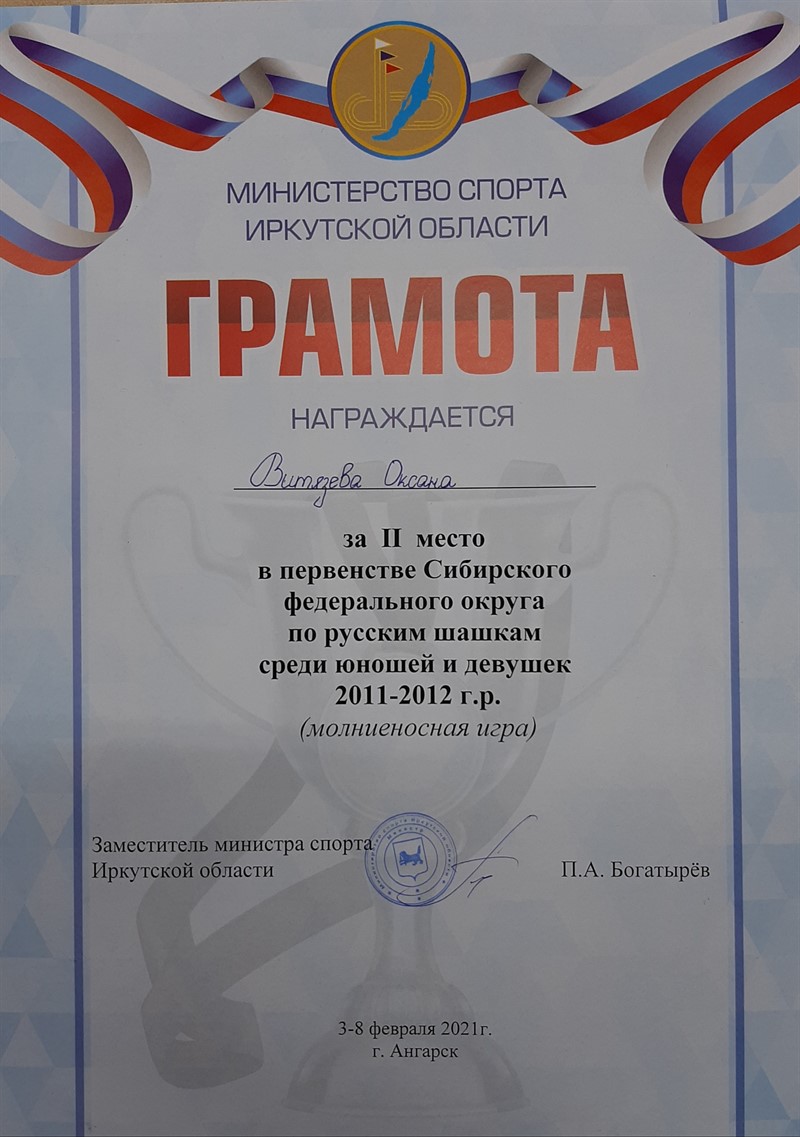 МИНИСТЕРСТВО СПОРТА
ИРКУТСКОЙ ОБЛАСТИ
ГРАМОТА
НАГРАЖДАЕТСЯ
Витязева Оксана
за II место
в первенстве Сибирского
федерального округа
по русским шашкам
среди юношей и девушек
2011-2012 г.р.
(молниеносная игра)
Заместитель министра спорта
Иркутской области
П.А. Богатырёв
3-8 февраля 2021г.
г. Ангарск